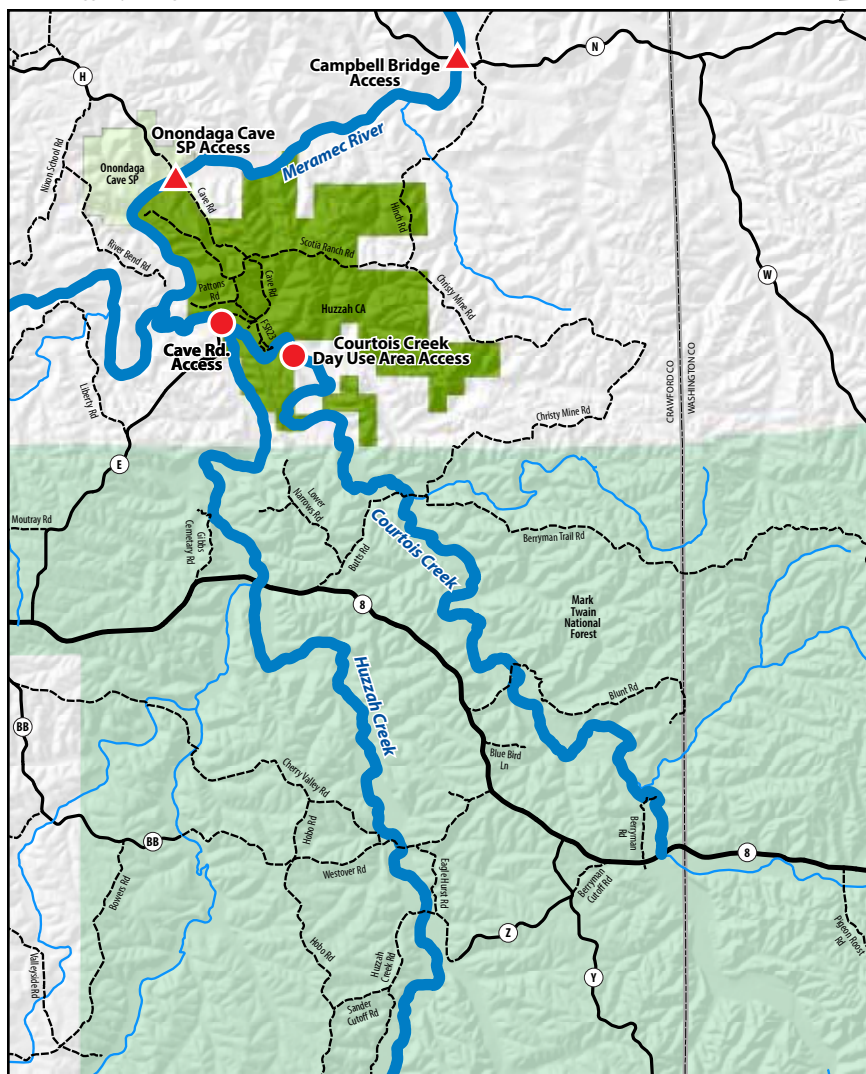 Campbell Bridge
Access
N
H
Onondaga Cave
SP Access
Meramec River
Nixon School Rd
Onondaga
Cave SP
Cave Rd
Hinch Rd
Scotia Ranch Rd
River Bend Rd
W
Pattons
Rd
Cave Rd
Christy Mine Rd
Huzzah CA
FSR23
Cave Rd.
Access
Courtois Creek
Day Use Area Access
CRAWFORD CO
WASHINGTON CO
Liberty Rd
Christy Mine Rd
E
Lower
Narrows Rd
Moutray Rd
Gibbs
Cemetary Rd
Butts Rd
Courtois Creek
Berryman Trail Rd
8
Mark
Twain
National
Forest
Huzzah Creek
Blunt Rd
BB
Blue Bird
Ln
Cherry Valley Rd
Hobo Rd
Berryman
Rd
BB
8
Westover Rd
Eagle Hurst Rd
Berryman
Cutoff Rd
Bowers Rd
Pigeon Roost
Rd
Z
Hobo Rd
Huzzah
Creek Rd
Valleyside Rd
Y
Sander
Cutoff Rd